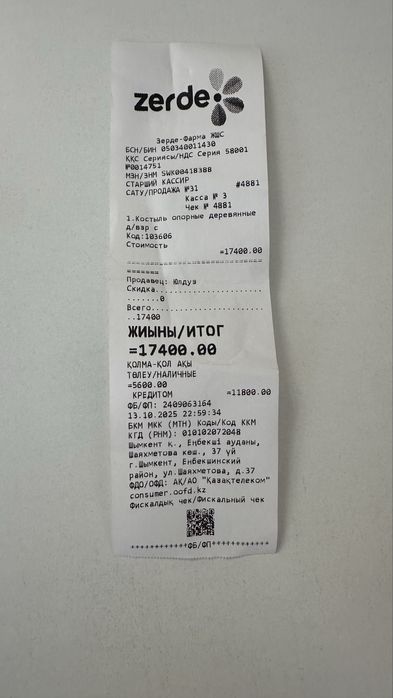 zerde
Зерде-Фарма ЖШС
БСН/БИН 050340011430
ҚҚС Сериясы/НДС Серия 58001
№0014751
МЗН/ЗНМ SWK00418388
СТАРШИЙ КАССИР #4881
САТУ/ПРОДАЖА №31
Касса № 3
Чек № 4881
1.Костыль опорные деревянные
д/взр с
Код:103606
Стоимость =17400.00
Продавец: Юлдуз
Скидка......................
.......0
Всего.......................
..17400
ЖИЫНЫ/ИТОГ
=17400.00
ҚОЛМА-ҚОЛ АҚЫ
ТӨЛЕУ/НАЛИЧНЫЕ
=5600.00
КРЕДИТОМ =11800.00
ФБ/ФП: 2409063164
13.10.2025 22:59:34
БКМ МКК (МТН) Коды/Код ККМ
КГД (РНМ): 010102072048
Шымкент қ., Еңбекші ауданы,
Шаяхметова көш., 37 үй
г.Шымкент, Енбекшинский
район, ул.Шаяхметова, д.37
ФДО/ОФД: АҚ/АО "Қазақтелеком"
consumer.oofd.kz
Фискалдық чек/Фискальный чек
++++++++++++ФБ/ФП++++++++++++